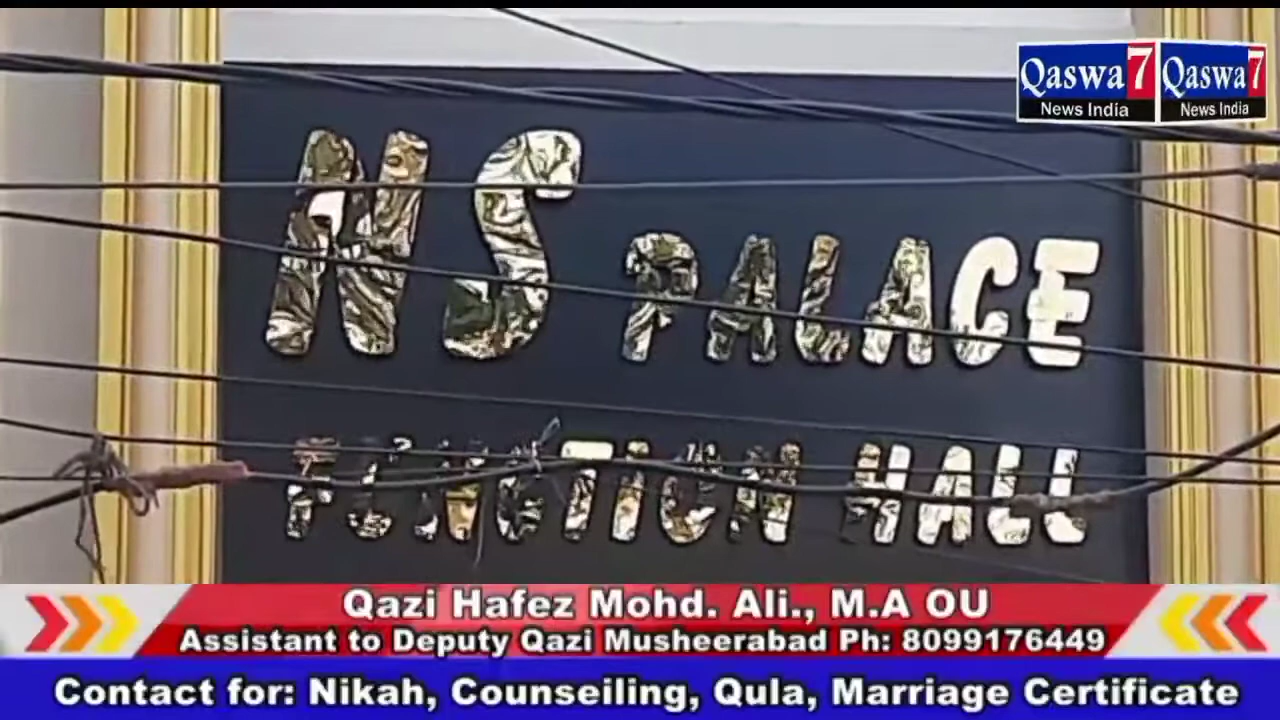 Qaswa7 Qaswa7
News India News India
NS PALACE
FUNCTION HALL
Qazi Hafez Mohd. Ali., M.A OU
Assistant to Deputy Qazi Musheerabad Ph: 8099176449
Contact for: Nikah, Counseiling, Qula, Marriage Certificate